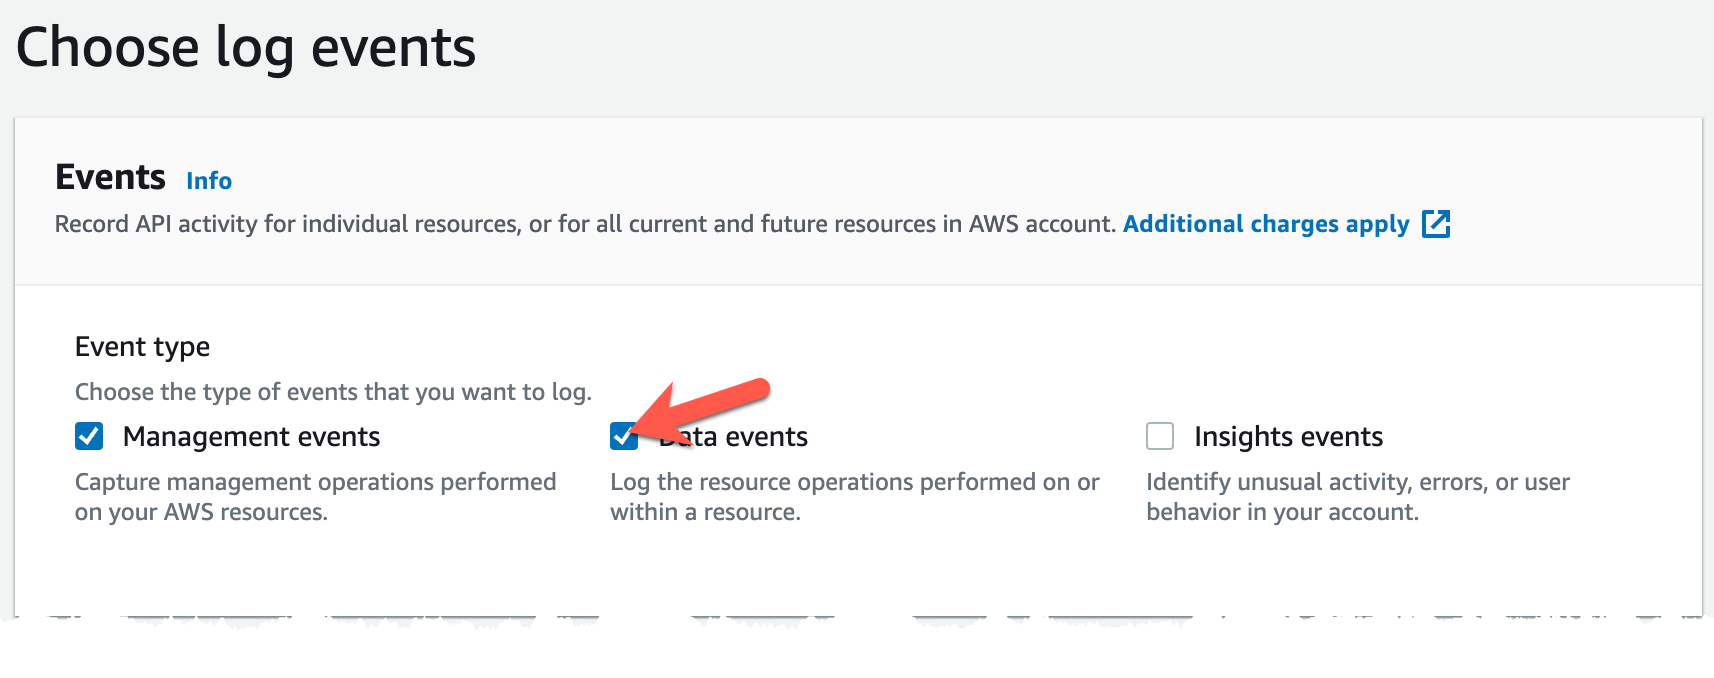 Choose log events
Events Info
Record API activity for individual resources, or for all current and future resources in AWS account. Additional charges apply
Event type
Choose the type of events that you want to log.
Management events
Capture management operations performed
on your AWS resources.
Data events
Log the resource operations performed on or
within a resource.
Insights events
Identify unusual activity, errors, or user
behavior in your account.